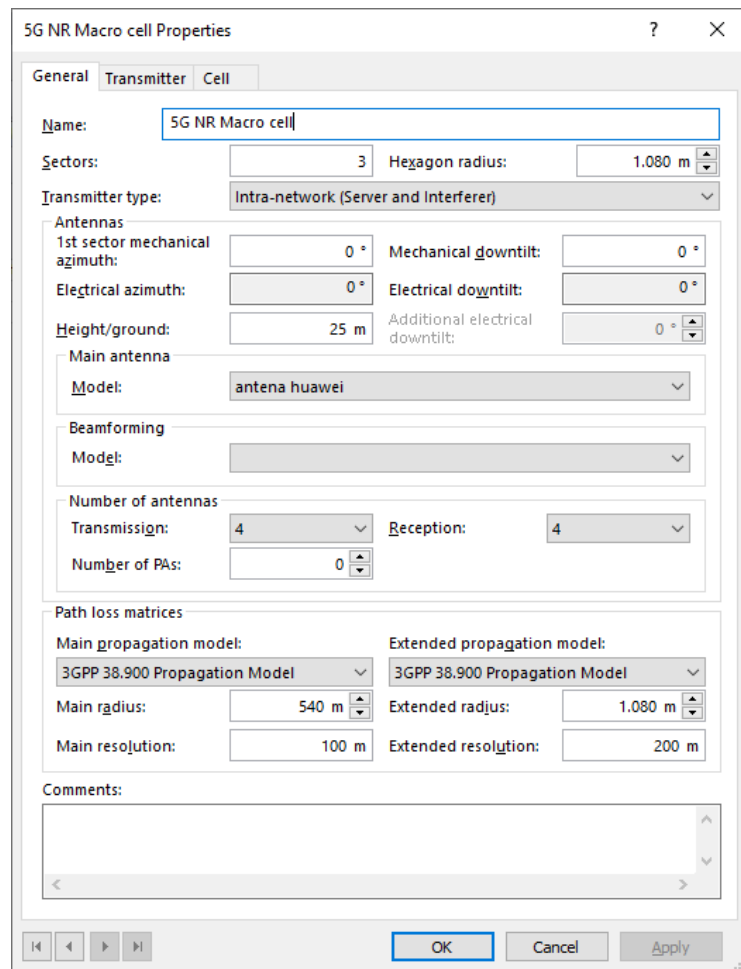 5G NR Macro cell Properties
?
General Transmitter Cell
Name: 5G NR Macro cell
Sectors: 3 Hexagon radius: 1.080 m
Transmitter type: Intra-network (Server and Interferer)
Antennas
1st sector mechanical
azimuth: 0 ° Mechanical downtilt: 0 °
Electrical azimuth: 0 ° Electrical downtilt: 0 °
Height/ground: 25 m Additional electrical
downtilt: 0 °
Main antenna
Model: antena huawei
Beamforming
Model:
Number of antennas
Transmission: 4 Reception: 4
Number of PAs: 0
Path loss matrices
Main propagation model: Extended propagation model:
3GPP 38.900 Propagation Model 3GPP 38.900 Propagation Model
Main radius: 540 m Extended radius: 1.080 m
Main resolution: 100 m Extended resolution: 200 m
Comments:
OK Cancel Apply